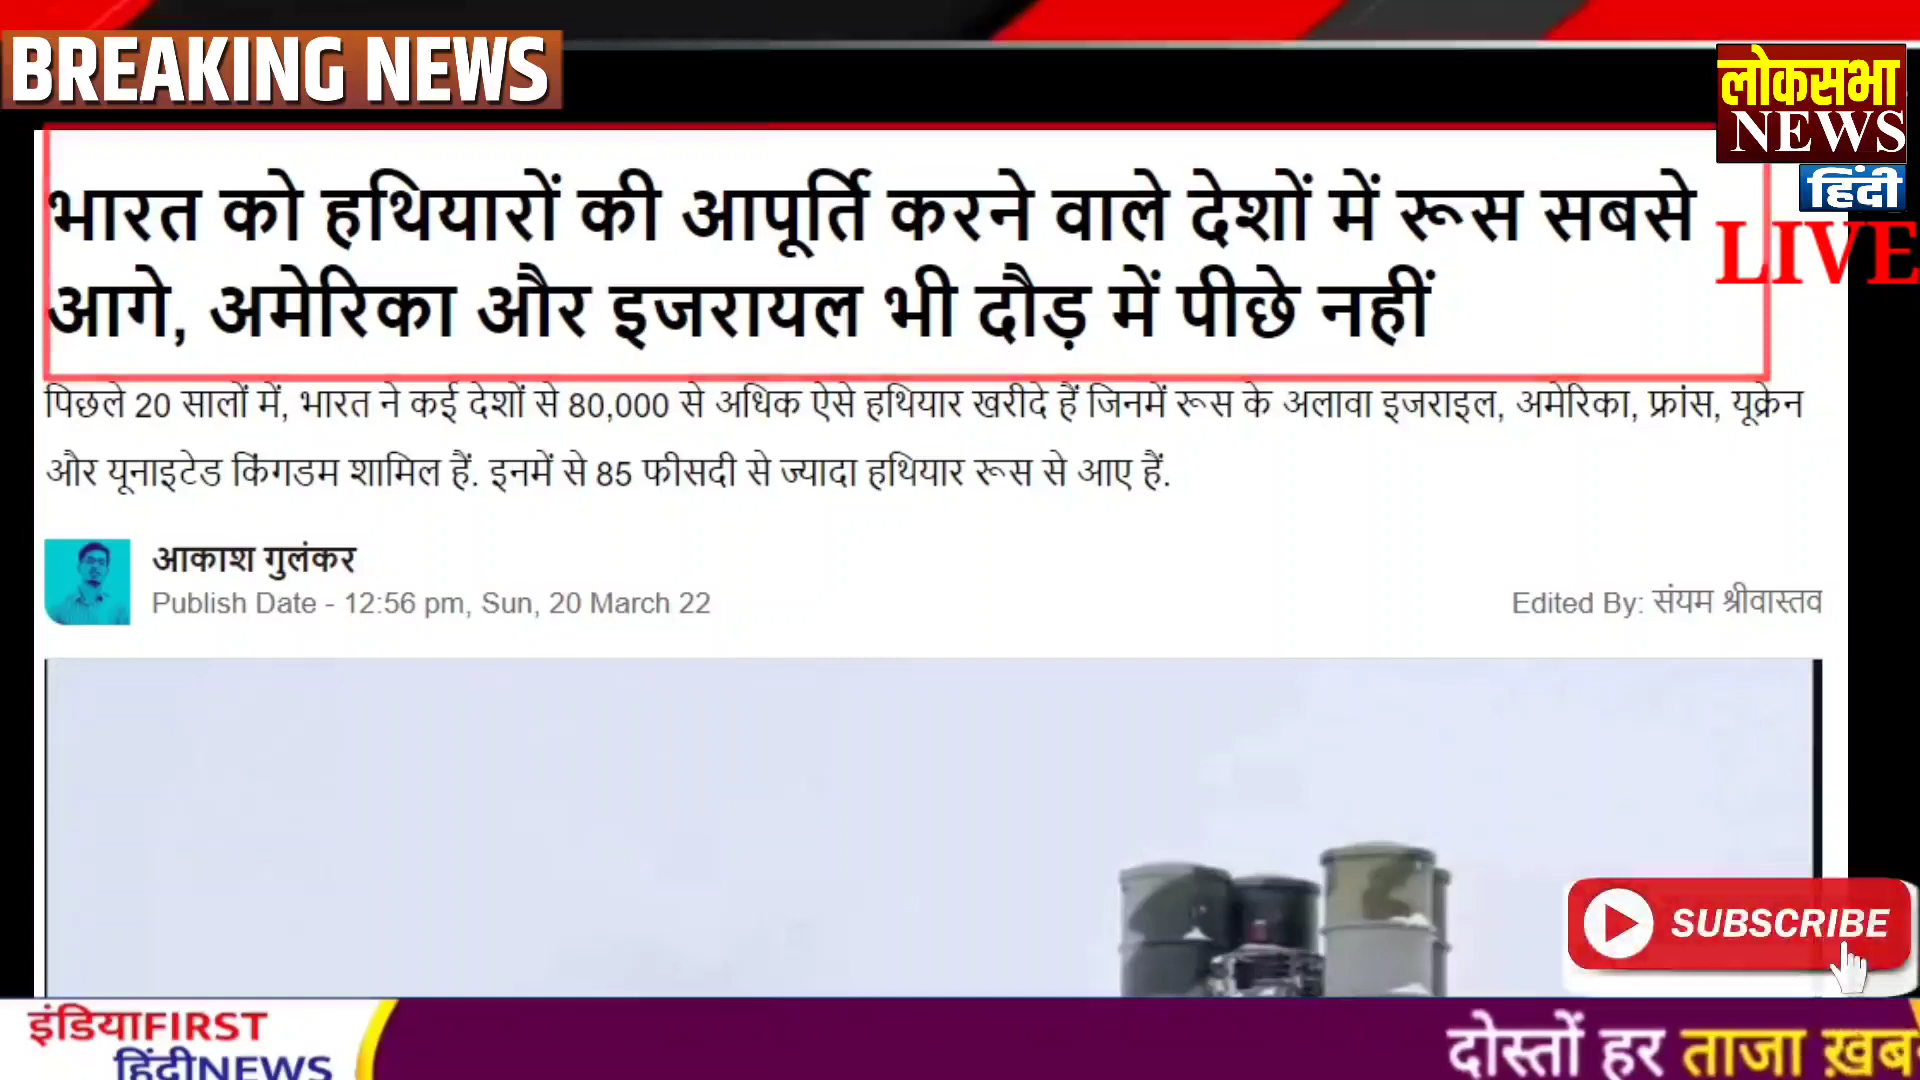 BREAKING NEWS
लोकसभा
NEWS
हिंदी
LIVE
भारत को हथियारों की आपूर्ति करने वाले देशों में रूस सबसे
आगे, अमेरिका और इजरायल भी दौड़ में पीछे नहीं
पिछले 20 सालों में, भारत ने कई देशों से 80,000 से अधिक ऐसे हथियार खरीदे हैं जिनमें रूस के अलावा इजराइल, अमेरिका, फ्रांस, यूक्रेन
और यूनाइटेड किंगडम शामिल हैं. इनमें से 85 फीसदी से ज्यादा हथियार रूस से आए हैं.
आकाश गुलंकर
Publish Date - 12:56 pm, Sun, 20 March 22
Edited By: संयम श्रीवास्तव
SUBSCRIBE
इंडियाFIRST
हिंदीNEWS
दोस्तों हर ताजा ख़ब